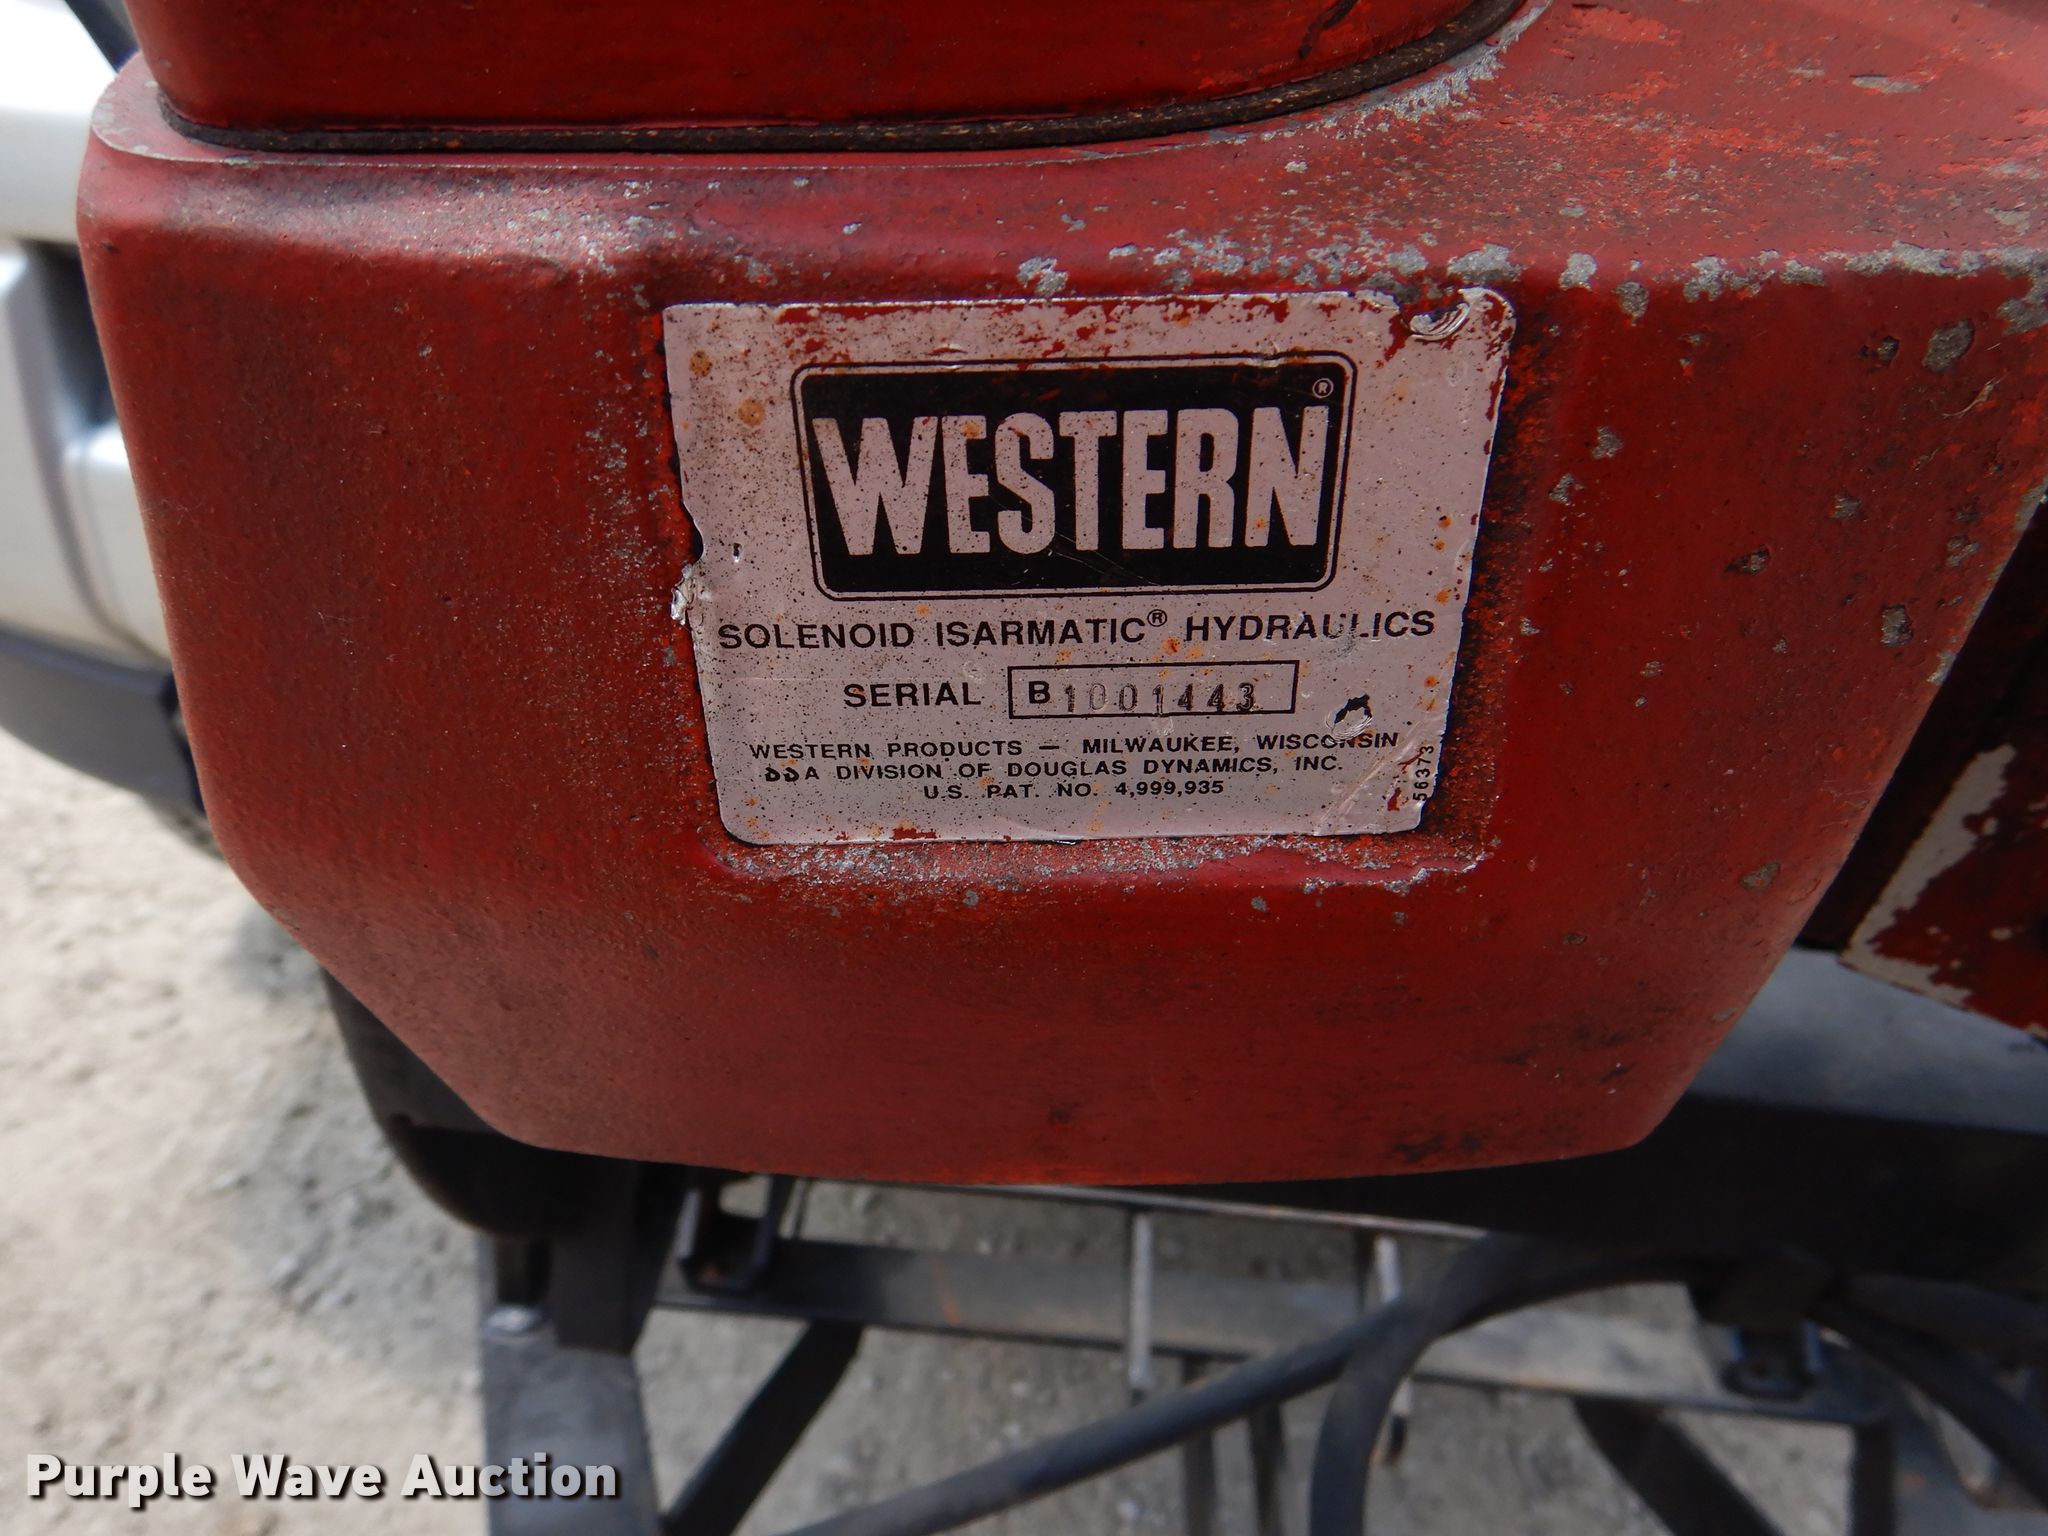 WESTERN®
SOLENOID ISARMATIC® HYDRAULICS
SERIAL B1001443
WESTERN PRODUCTS — MILWAUKEE, WISCONSIN
A DIVISION OF DOUGLAS DYNAMICS, INC.
U.S. PAT. NO. 4,999,935
56373
Purple Wave Auction